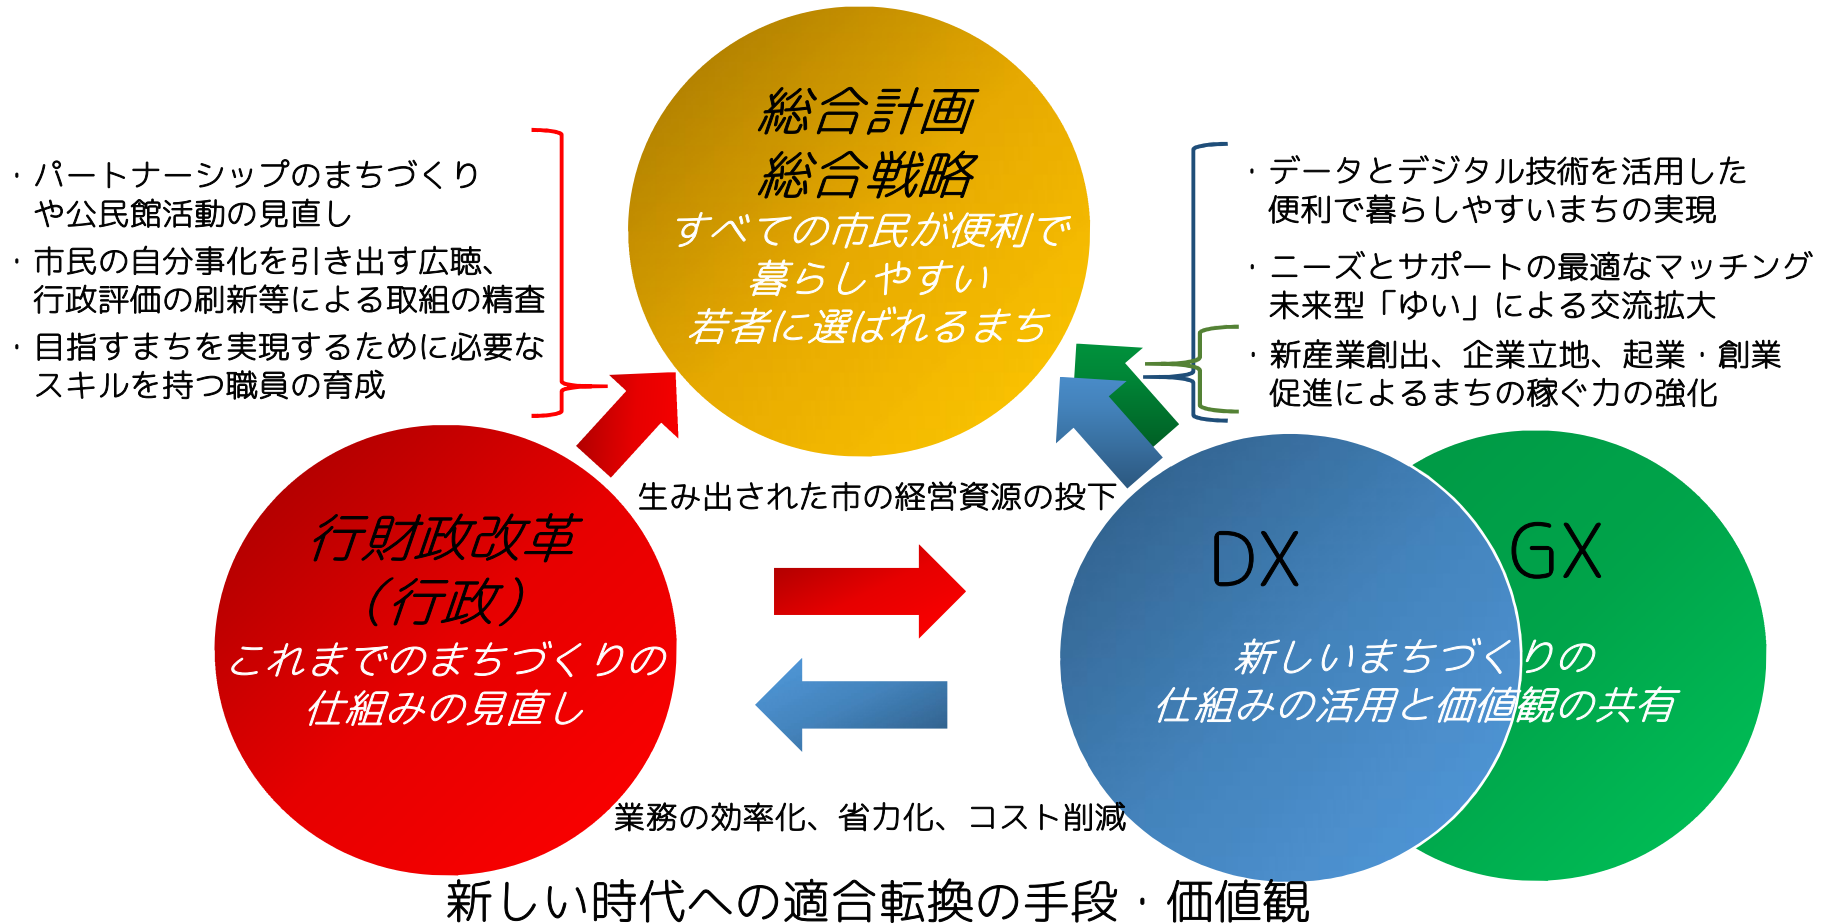 総合計画
総合戦略
すべての市民が便利で
暮らしやすい
若者に選ばれるまち
・パートナーシップのまちづくり
や公民館活動の見直し
・市民の自分事化を引き出す広聴、
行政評価の刷新等による取組の精査
・目指すまちを実現するために必要な
スキルを持つ職員の育成
・データとデジタル技術を活用した
便利で暮らしやすいまちの実現
・ニーズとサポートの最適なマッチング
未来型「ゆい」による交流拡大
・新産業創出、企業立地、起業・創業
促進によるまちの稼ぐ力の強化
生み出された市の経営資源の投下
行財政改革
（行政）
これまでのまちづくりの
仕組みの見直し
DX
GX
新しいまちづくりの
仕組みの活用と価値観の共有
業務の効率化、省力化、コスト削減
新しい時代への適合転換の手段・価値観